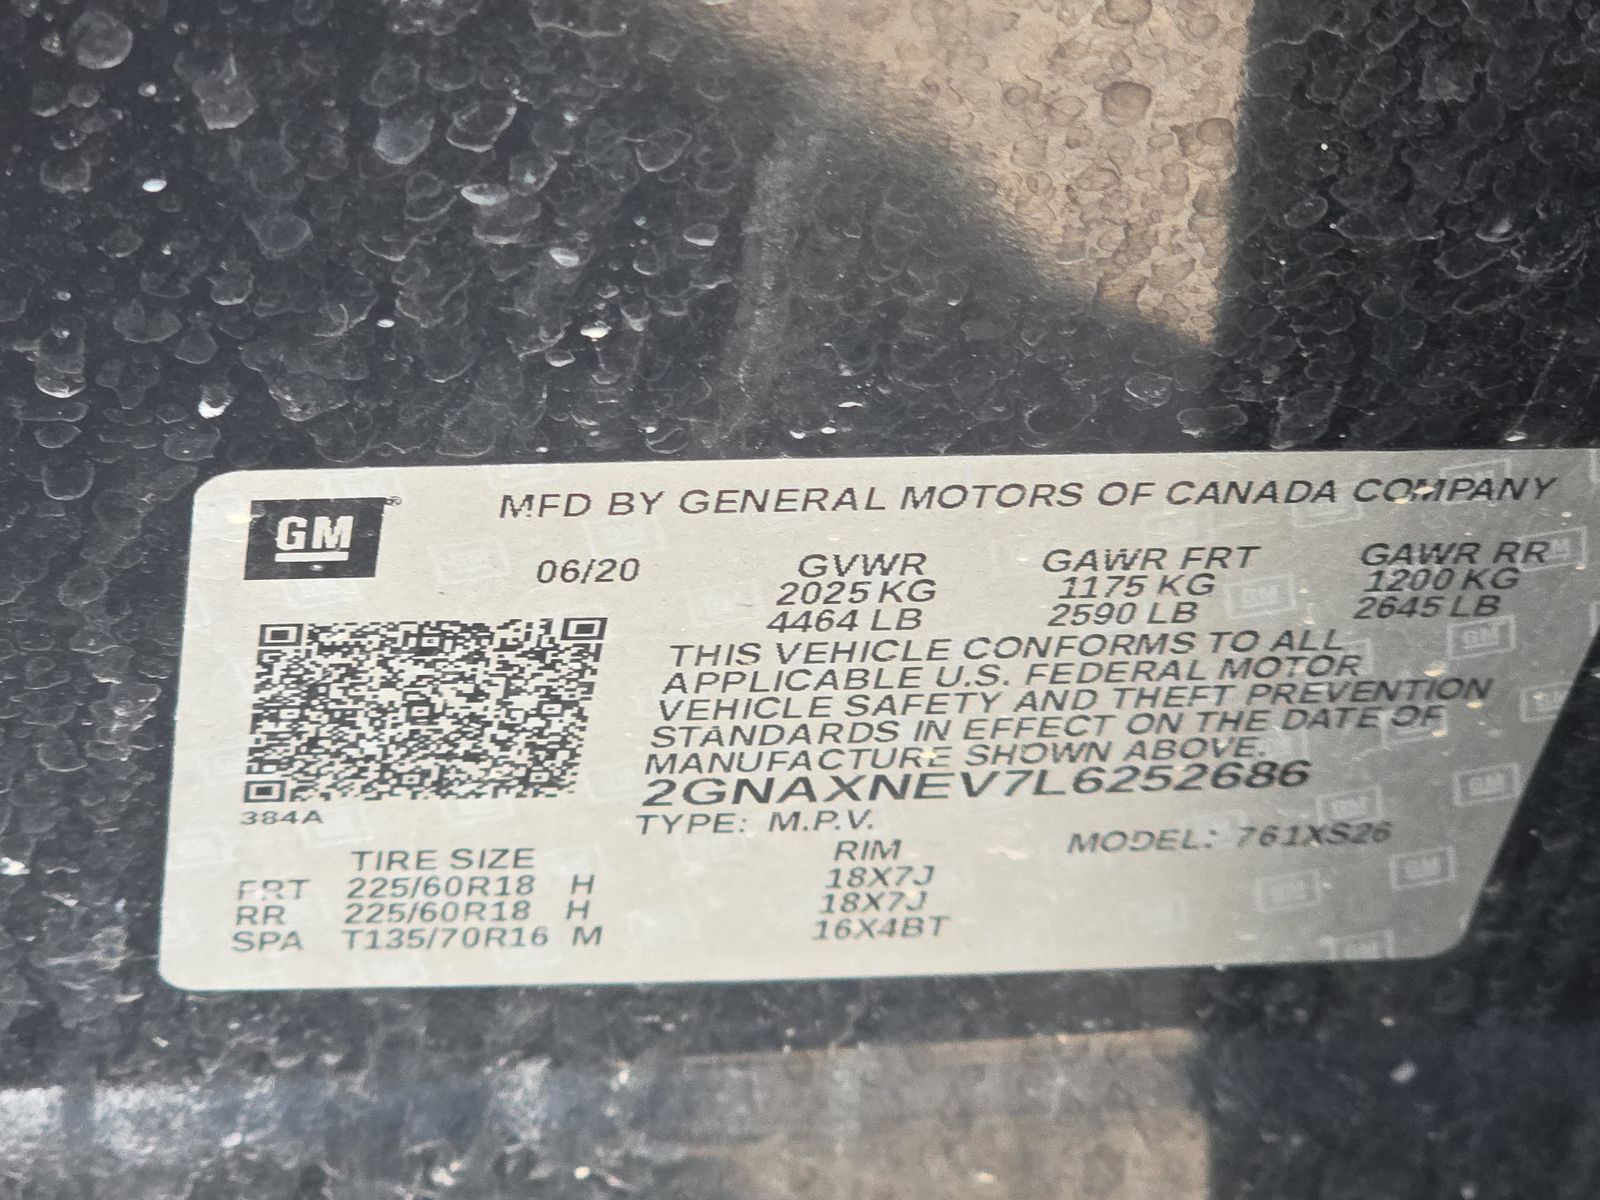 GM
MFD BY GENERAL MOTORS OF CANADA COMPANY
06/20 GVWR GAWR FRT GAWR RR
2025 KG 1175 KG 1200 KG
4464 LB 2590 LB 2645 LB
THIS VEHICLE CONFORMS TO ALL
APPLICABLE U.S. FEDERAL MOTOR
VEHICLE SAFETY AND THEFT PREVENTION
STANDARDS IN EFFECT ON THE DATE OF
MANUFACTURE SHOWN ABOVE.
2GNAXNEV7L6252686
384A
TYPE: M.P.V. MODEL: 761XS26
TIRE SIZE RIM
FRT 225/60R18 H 18X7J
RR 225/60R18 H 18X7J
SPA T135/70R16 M 16X4BT